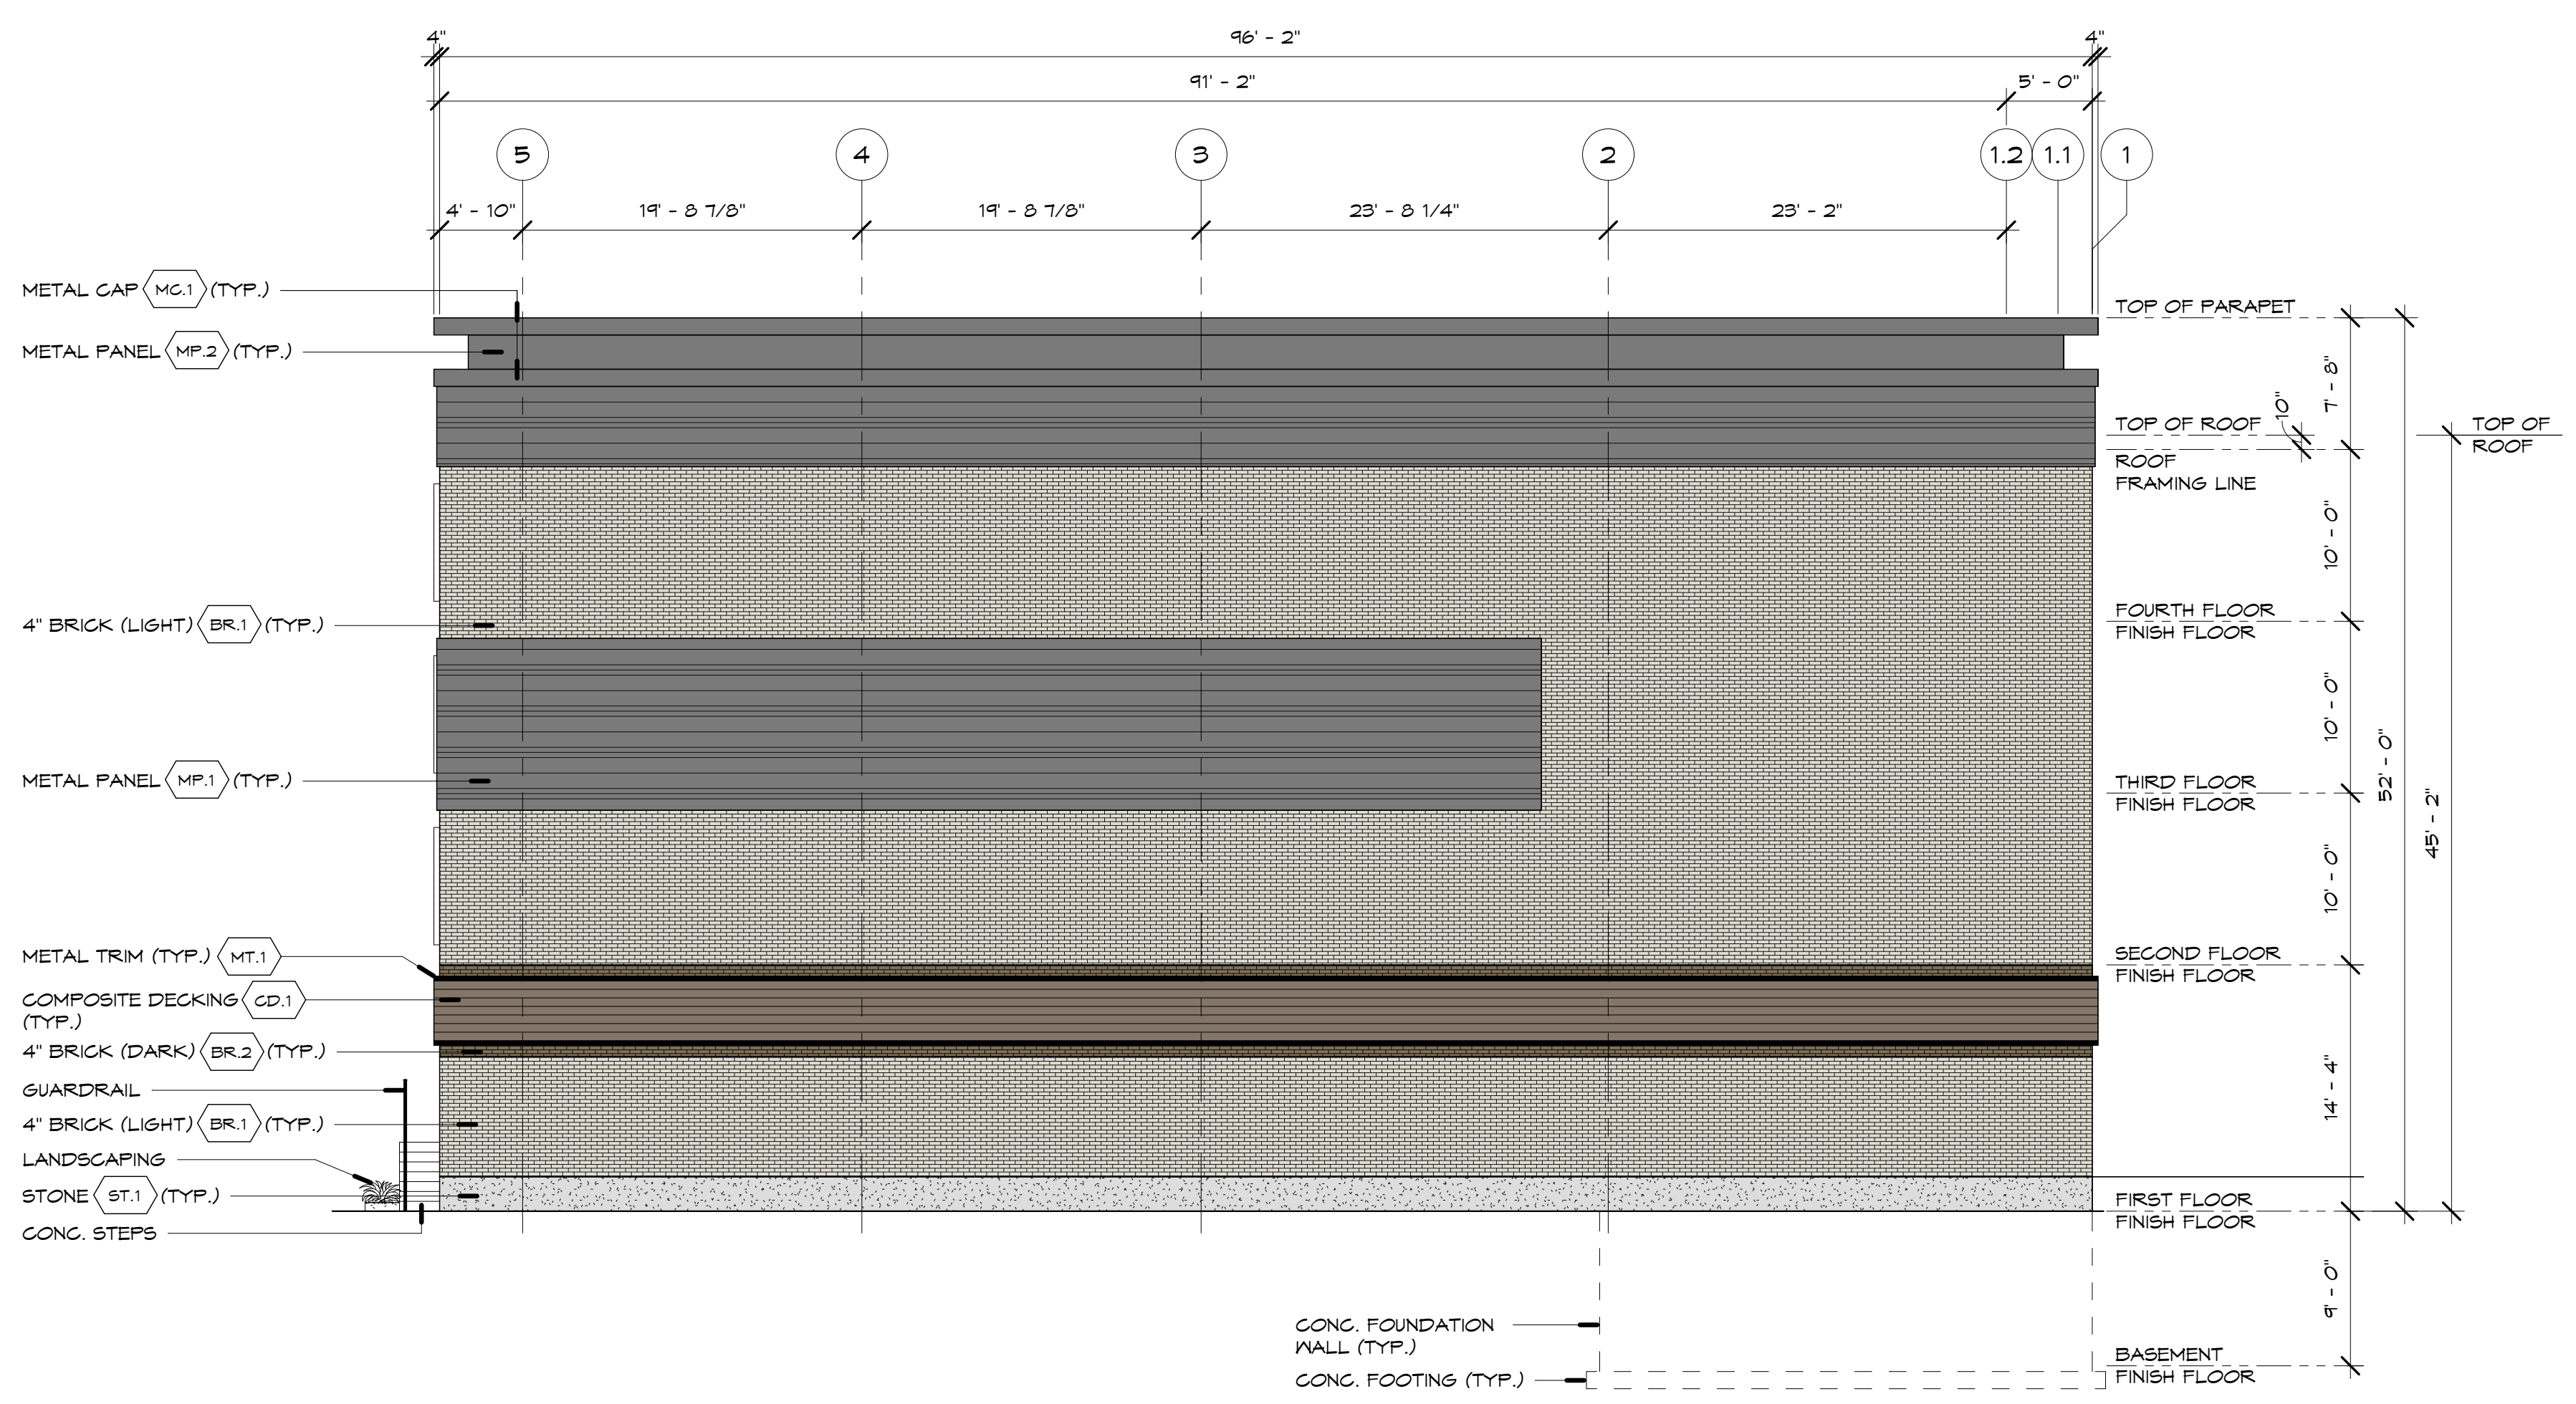 4" 96' - 2" 4"
91' - 2" 5' - 0"
5 4 3 2 1.2 1.1 1
4' - 10" 19' - 8 7/8" 19' - 8 7/8" 23' - 8 1/4" 23' - 2"
METAL CAP MC.1 (TYP.)
METAL PANEL MP.2 (TYP.)
4" BRICK (LIGHT) BR.1 (TYP.)
METAL PANEL MP.1 (TYP.)
METAL TRIM (TYP.) MT.1
COMPOSITE DECKING CD.1
(TYP.)
4" BRICK (DARK) BR.2 (TYP.)
GUARDRAIL
4" BRICK (LIGHT) BR.1 (TYP.)
LANDSCAPING
STONE ST.1 (TYP.)
CONC. STEPS
CONC. FOUNDATION
WALL (TYP.)
CONC. FOOTING (TYP.)
TOP OF PARAPET
TOP OF ROOF
ROOF
FRAMING LINE
FOURTH FLOOR
FINISH FLOOR
THIRD FLOOR
FINISH FLOOR
SECOND FLOOR
FINISH FLOOR
FIRST FLOOR
FINISH FLOOR
BASEMENT
FINISH FLOOR
10"
7' - 8"
10' - 0"
10' - 0"
10' - 0"
14' - 4"
9' - 0"
52' - 0"
45' - 2"
TOP OF
ROOF